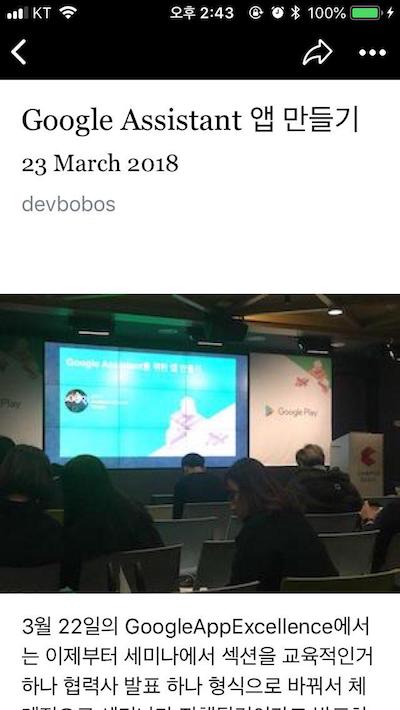 KT 오후 2:43 100%
Google Assistant 앱 만들기
23 March 2018
devbobos
Google Assistant를 위한 앱 만들기
Google Play
Play
3월 22일의 GoogleAppExcellence에서
는 이제부터 세미나에서 섹션을 교육적인거
하나 협력사 발표 하나 형식으로 바꿔서 체